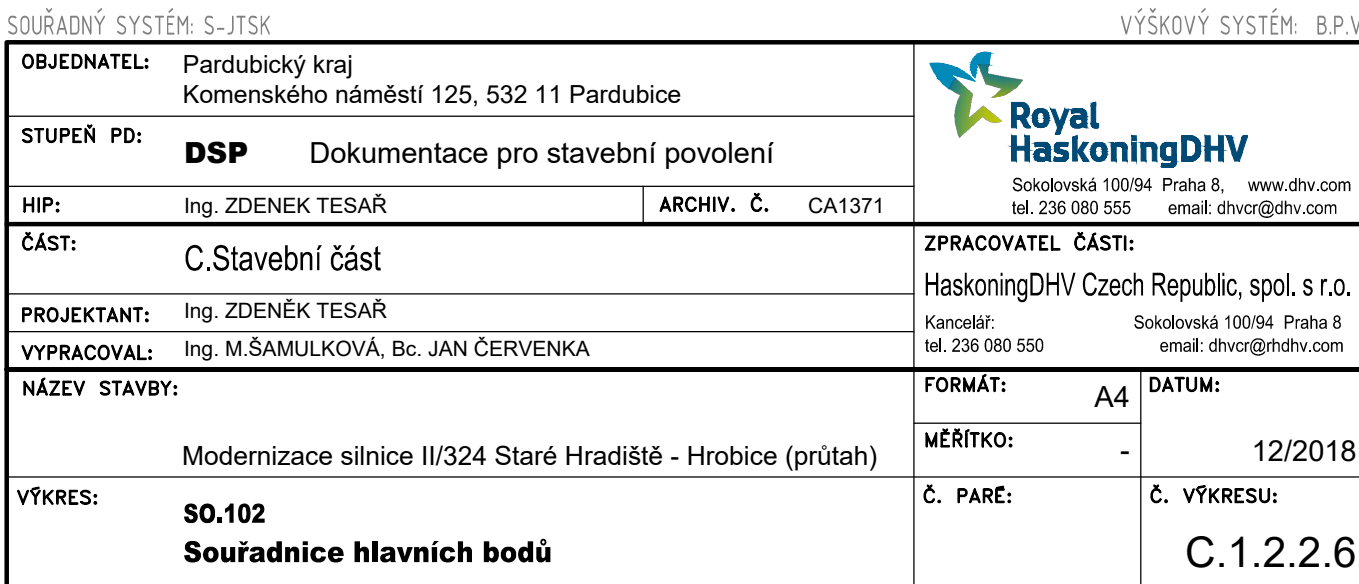 SOUŘADNÝ SYSTÉM: S-JTSK VÝŠKOVÝ SYSTÉM: B.P.V
OBJEDNATEL: Pardubický kraj
Komenského náměstí 125, 532 11 Pardubice
STUPEŇ PD: DSP Dokumentace pro stavební povolení
HIP: Ing. ZDENEK TESAŘ ARCHIV. Č. CA1371
Royal
HaskoningDHV
Sokolovská 100/94 Praha 8, www.dhv.com
tel. 236 080 555 email: dhvcr@dhv.com
ČÁST: C.Stavební část
PROJEKTANT: Ing. ZDENĚK TESAŘ
VYPRACOVAL: Ing. M.ŠAMULKOVÁ, Bc. JAN ČERVENKA
ZPRACOVATEL ČÁSTI:
HaskoningDHV Czech Republic, spol. s r.o.
Kancelář: Sokolovská 100/94 Praha 8
tel. 236 080 550 email: dhvcr@rhdhv.com
NÁZEV STAVBY:
Modernizace silnice II/324 Staré Hradiště - Hrobice (průtah)
FORMÁT: A4
DATUM: 12/2018
MĚŘÍTKO: -
VÝKRES: SO.102
Souřadnice hlavních bodů
Č. PARÉ:
Č. VÝKRESU:
C.1.2.2.6